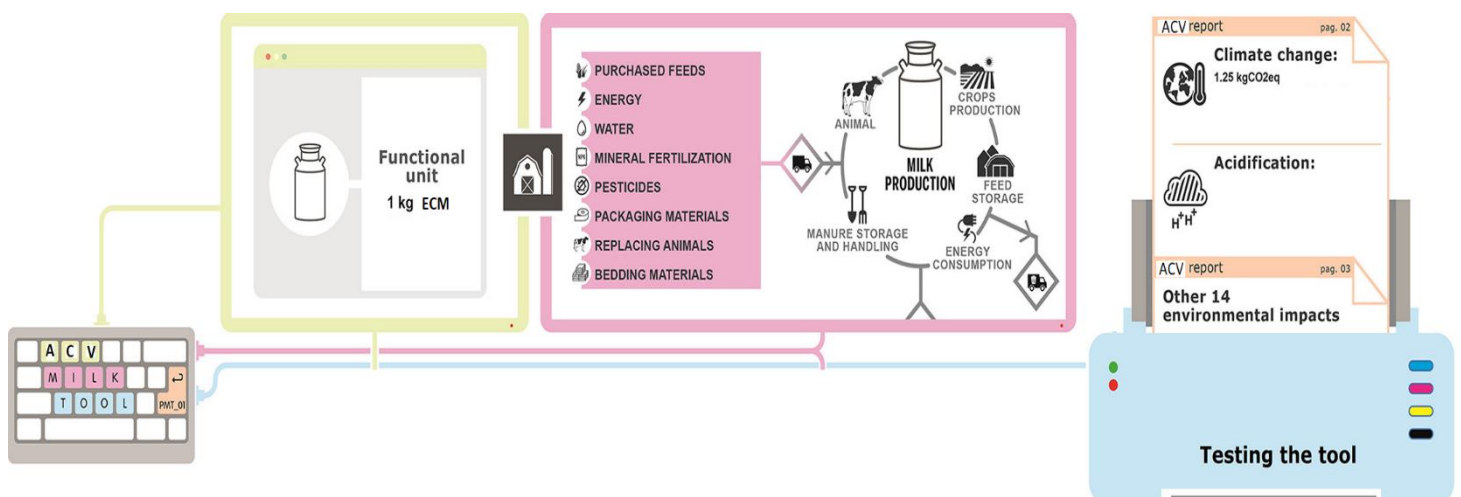 A C V
M I L K
T O O L
PMT_01
Functional
unit
1 kg ECM
PURCHASED FEEDS
ENERGY
WATER
NPK
MINERAL FERTILIZATION
PESTICIDES
PACKAGING MATERIALS
REPLACING ANIMALS
BEDDING MATERIALS
ANIMAL
CROPS
PRODUCTION
MILK
PRODUCTION
FEED
STORAGE
MANURE STORAGE
AND HANDLING
ENERGY
CONSUMPTION
ACV report pag. 02
Climate change:
1.25 kgCO2eq
Acidification:
H⁺H⁺
ACV report pag. 03
Other 14
environmental impacts
Testing the tool